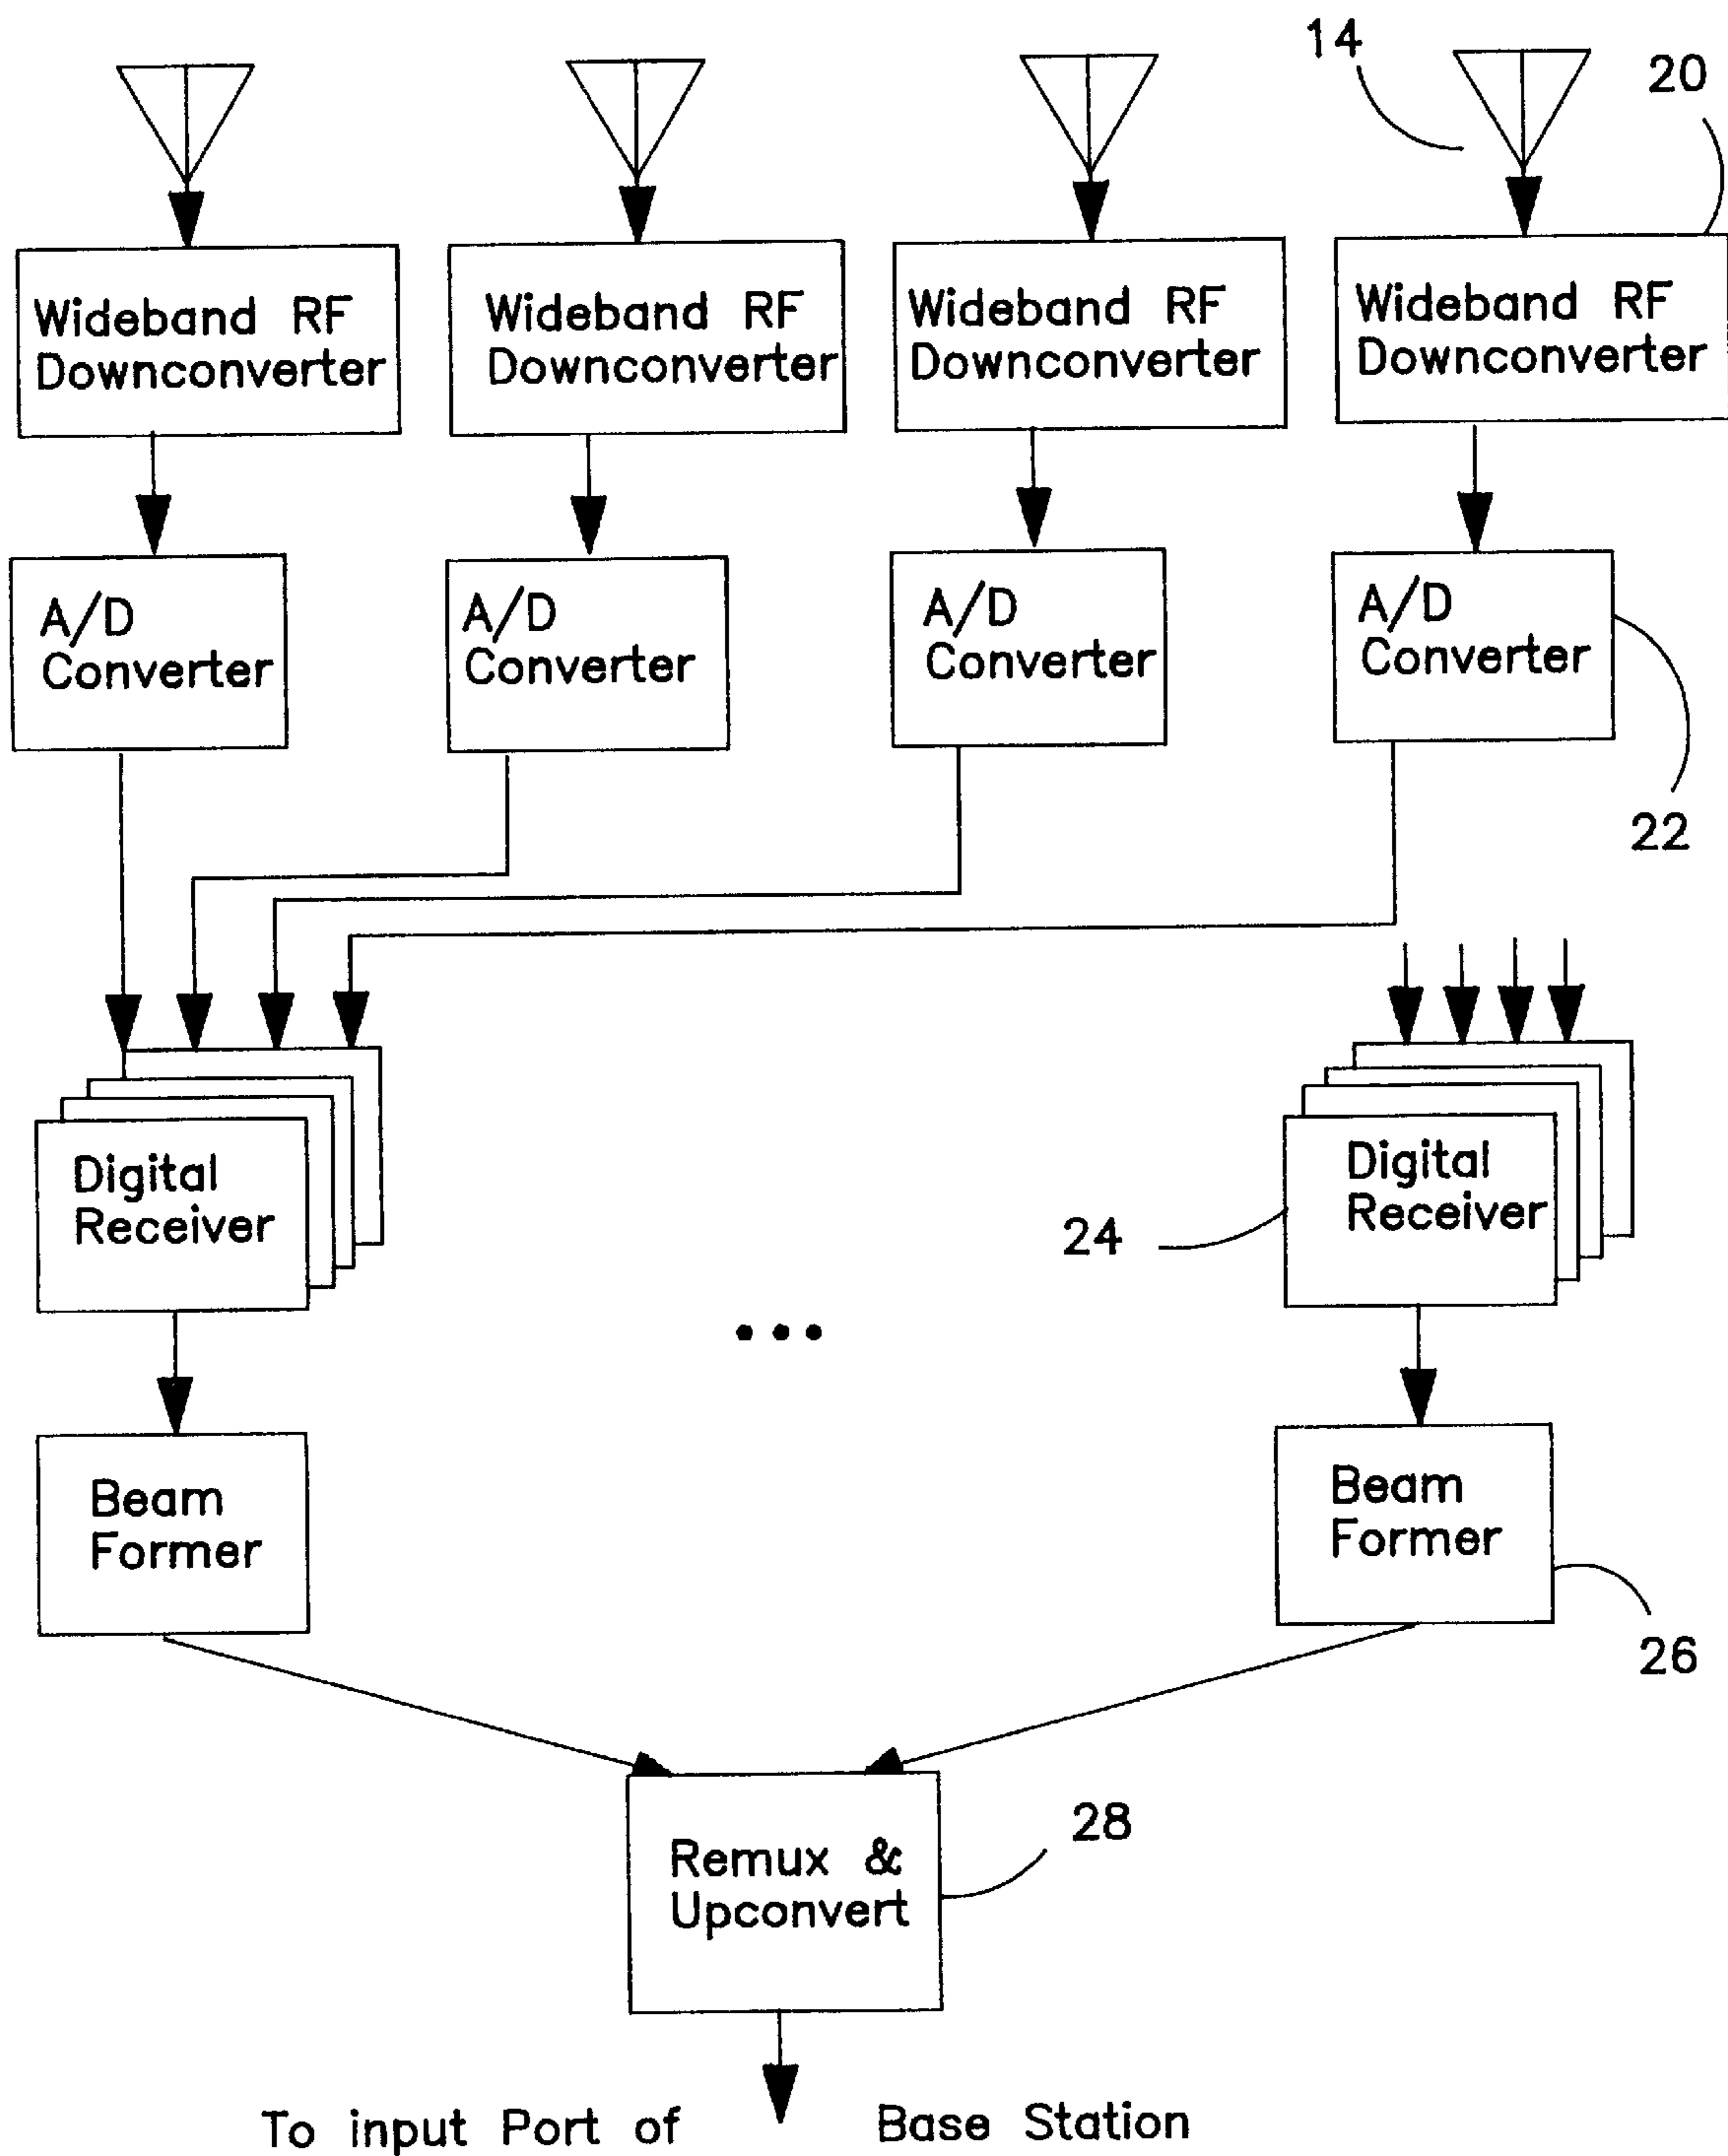 14
20
Wideband RF
Downconverter
Wideband RF
Downconverter
Wideband RF
Downconverter
Wideband RF
Downconverter
A/D
Converter
A/D
Converter
A/D
Converter
A/D
Converter
22
Digital
Receiver
24
Digital
Receiver
...
Beam
Former
Beam
Former
26
Remux &
Upconvert
28
To input Port of Base Station